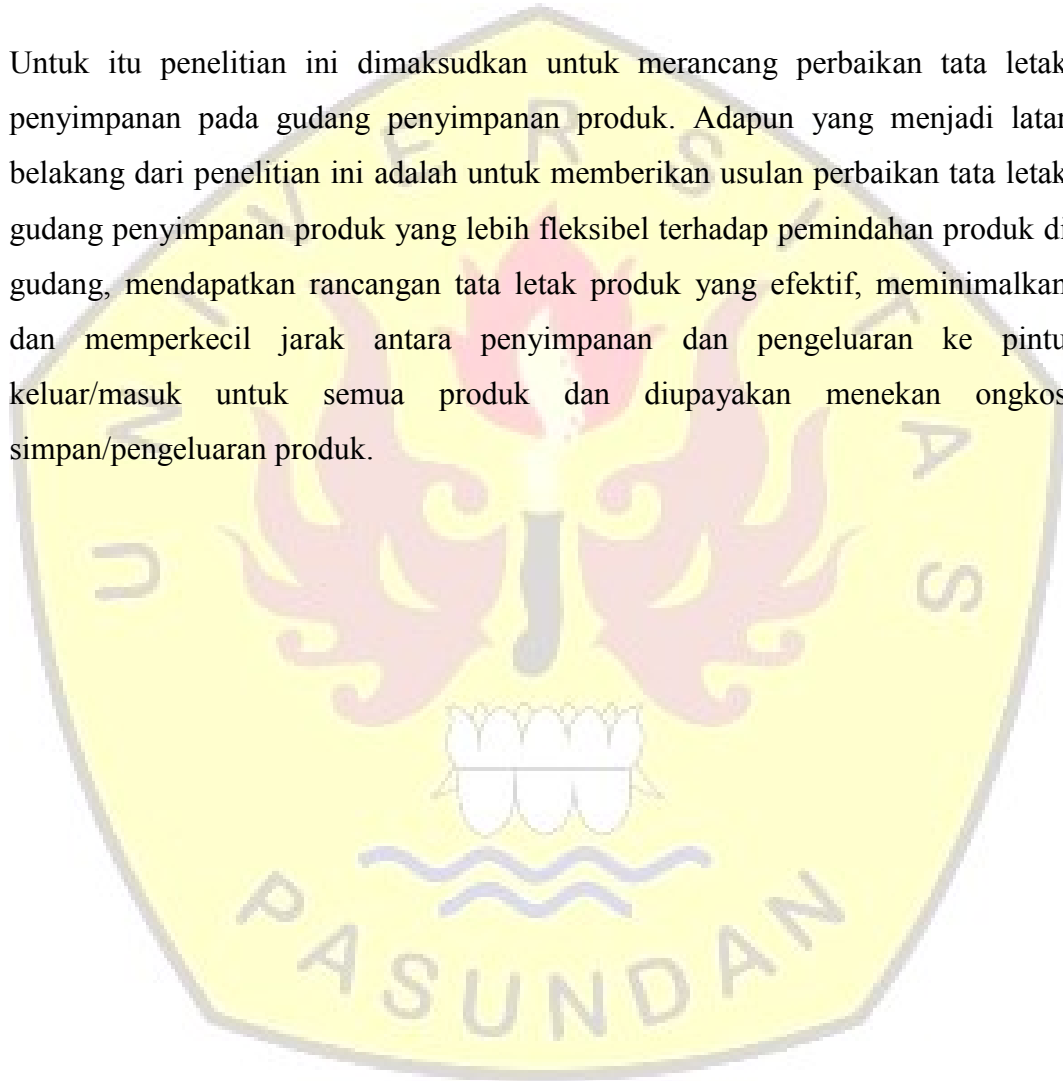 Untuk itu penelitian ini dimaksudkan untuk merancang perbaikan tata letak
penyimpanan pada gudang penyimpanan produk. Adapun yang menjadi latar
belakang dari penelitian ini adalah untuk memberikan usulan perbaikan tata letak
gudang penyimpanan produk yang lebih fleksibel terhadap pemindahan produk di
gudang, mendapatkan rancangan tata letak produk yang efektif, meminimalkan
dan memperkecil jarak antara penyimpanan dan pengeluaran ke pintu
keluar/masuk untuk semua produk dan diupayakan menekan ongkos
simpan/pengeluaran produk.
UNIVERSITAS
PASUNDAN